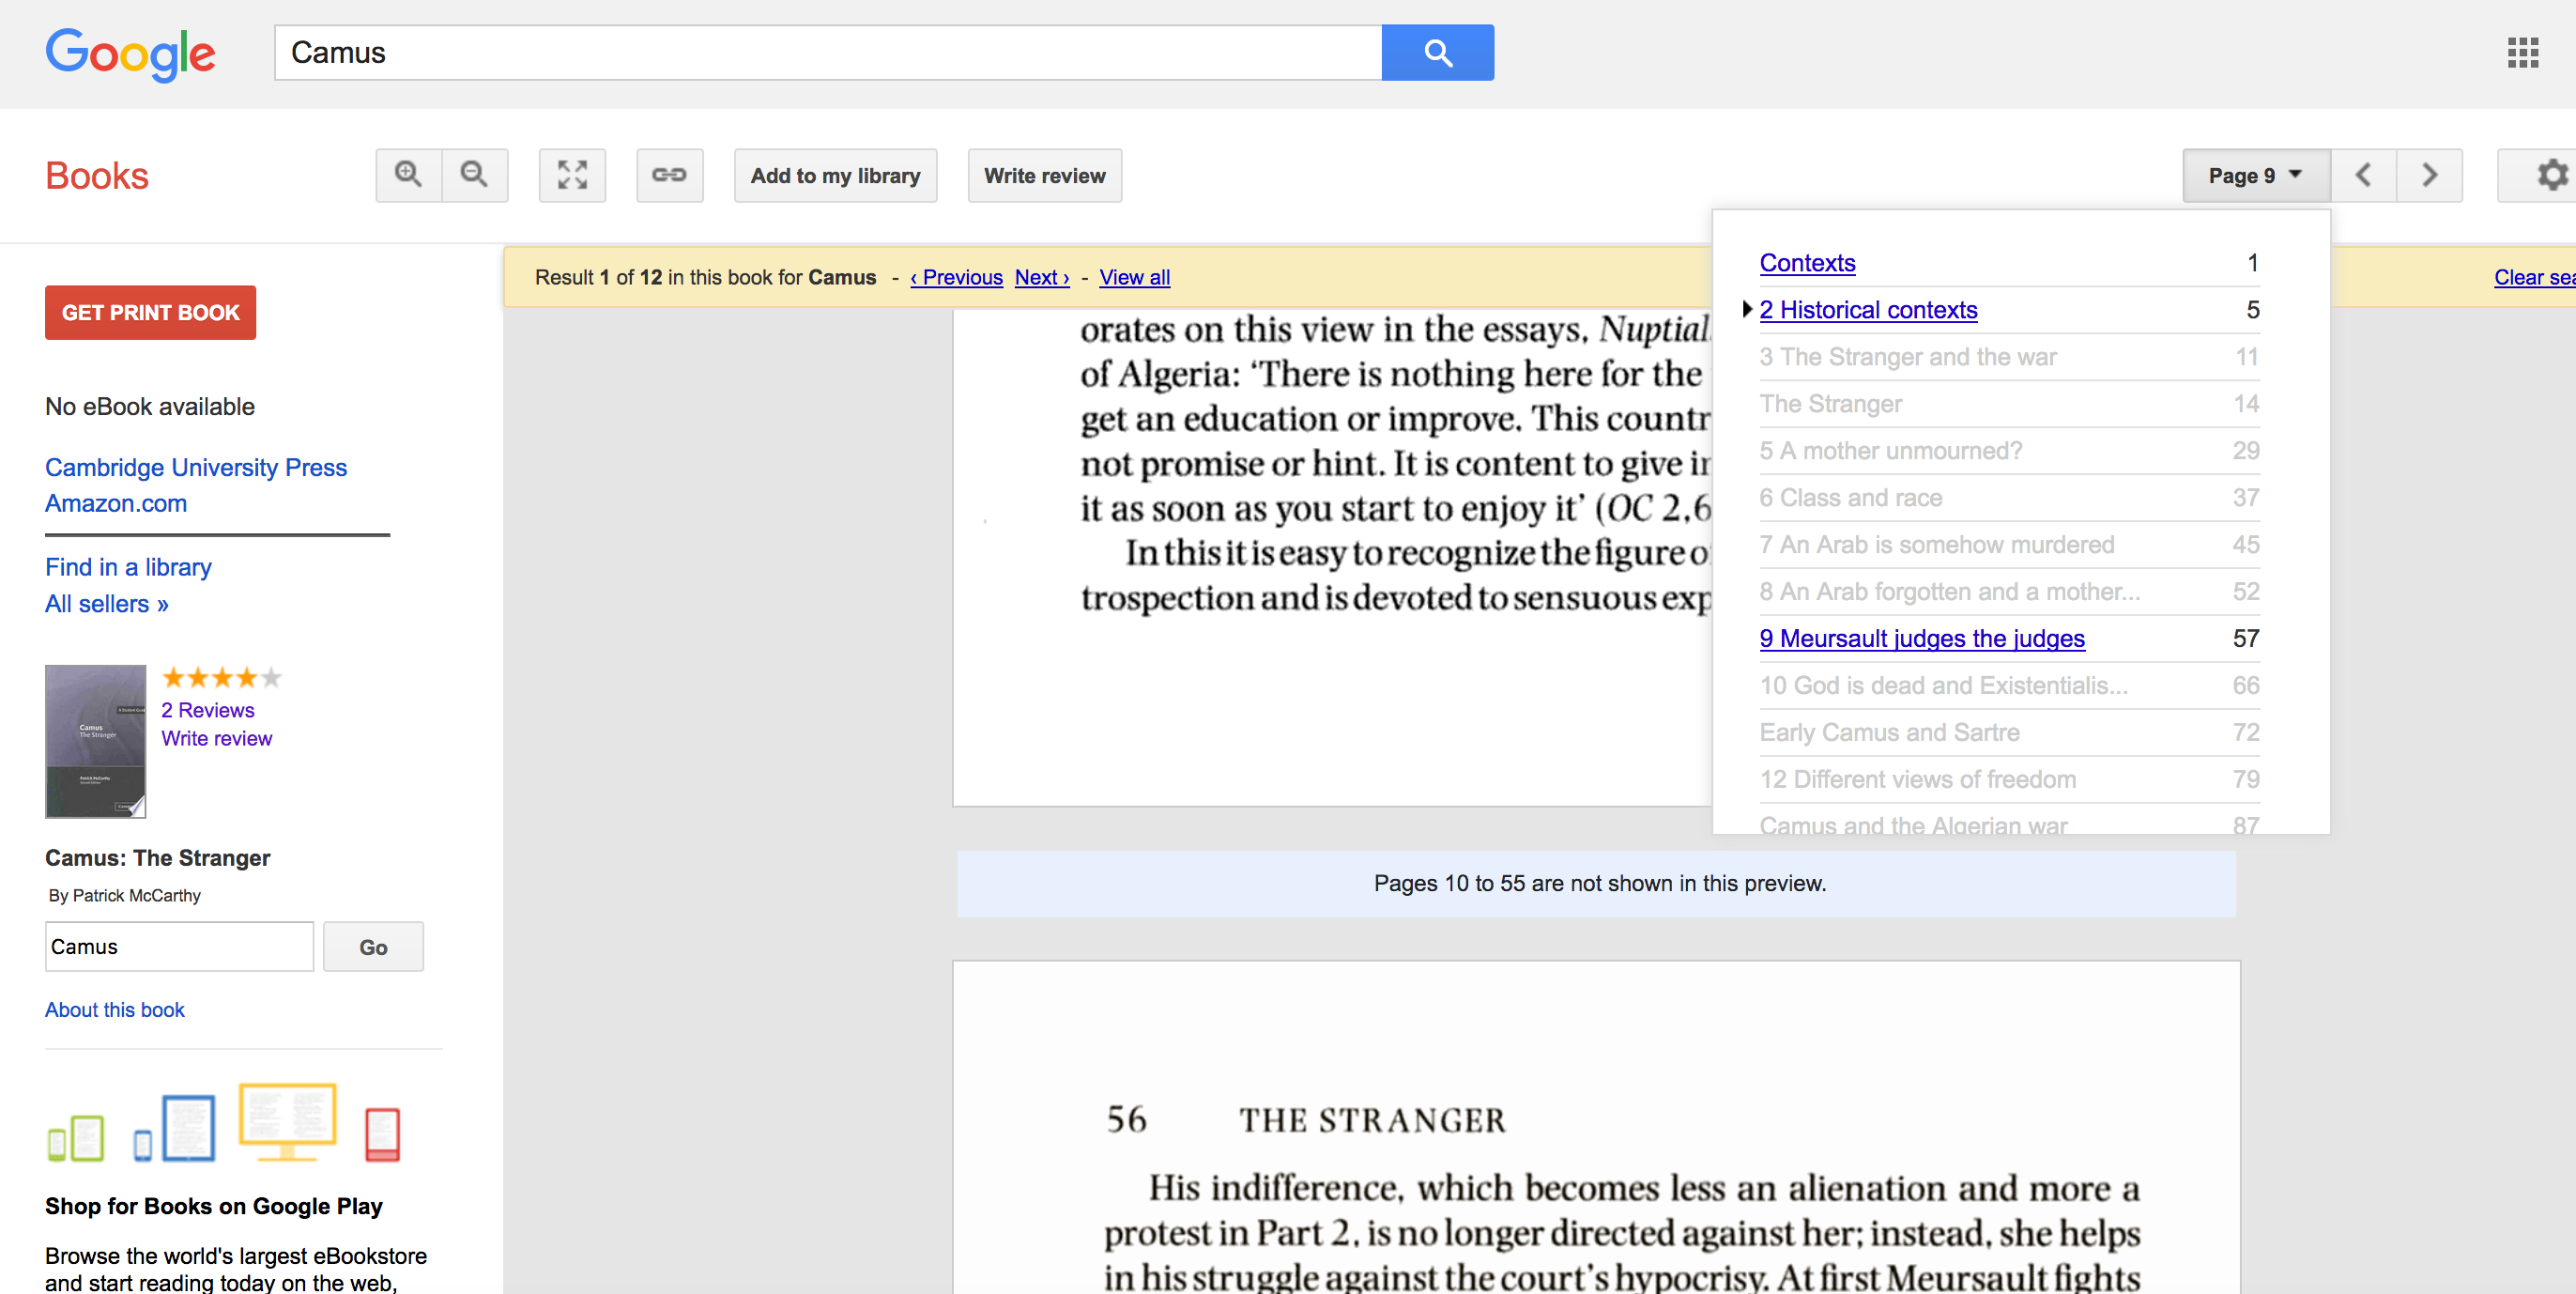 Google
Camus
Books
Add to my library
Write review
Page 9
Result 1 of 12 in this book for Camus - ‹ Previous Next › - View all
Clear sea
GET PRINT BOOK
No eBook available
Cambridge University Press
Amazon.com
Find in a library
All sellers »
2 Reviews
Write review
Camus
The Stranger
Patrick McCarthy
Camus: The Stranger
By Patrick McCarthy
Camus
Go
About this book
Shop for Books on Google Play
Browse the world's largest eBookstore
and start reading today on the web,
orates on this view in the essays, Nuptial
of Algeria: ‘There is nothing here for the
get an education or improve. This countr
not promise or hint. It is content to give in
it as soon as you start to enjoy it’ (OC 2,6
In this it is easy to recognize the figure o
trospection and is devoted to sensuous exp
Contexts 1
2 Historical contexts 5
3 The Stranger and the war 11
The Stranger 14
5 A mother unmourned? 29
6 Class and race 37
7 An Arab is somehow murdered 45
8 An Arab forgotten and a mother... 52
9 Meursault judges the judges 57
10 God is dead and Existentialis... 66
Early Camus and Sartre 72
12 Different views of freedom 79
Camus and the Algerian war 87
Pages 10 to 55 are not shown in this preview.
56 THE STRANGER
His indifference, which becomes less an alienation and more a
protest in Part 2, is no longer directed against her; instead, she helps
in his struggle against the court’s hypocrisy. At first Meursault fights